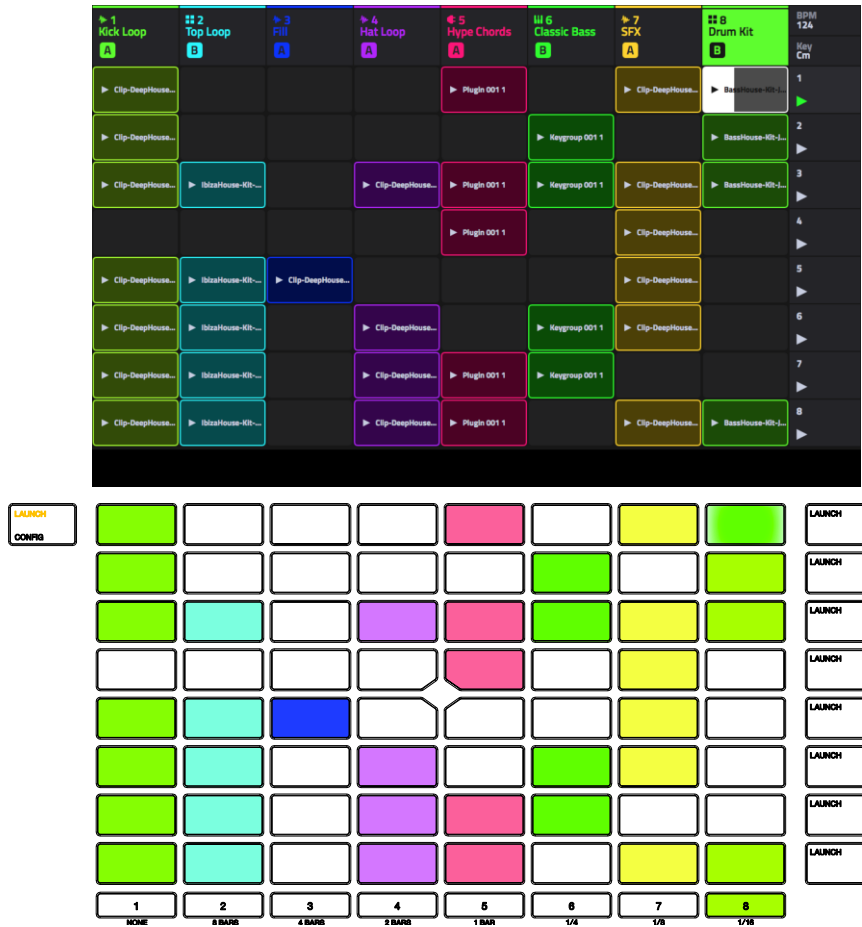 1 2 3 4 5 6 7 8 BPM
Kick Loop Top Loop Fill Hat Loop Hype Chords Classic Bass SFX Drum Kit 124
A B A A A B A B Key
Cm
Clip-DeepHouse... Plugin 001 1 Clip-DeepHouse... BassHouse-Kit-J... 1
Clip-DeepHouse... Keygroup 001 1 BassHouse-Kit-J... 2
Clip-DeepHouse... IbizaHouse-Kit-... Clip-DeepHouse... Plugin 001 1 Keygroup 001 1 Clip-DeepHouse... BassHouse-Kit-J... 3
Plugin 001 1 Clip-DeepHouse... 4
Clip-DeepHouse... IbizaHouse-Kit-... Clip-DeepHouse... Clip-DeepHouse... 5
Clip-DeepHouse... IbizaHouse-Kit-... Clip-DeepHouse... Keygroup 001 1 Clip-DeepHouse... 6
Clip-DeepHouse... IbizaHouse-Kit-... Clip-DeepHouse... Plugin 001 1 Keygroup 001 1 7
Clip-DeepHouse... IbizaHouse-Kit-... Clip-DeepHouse... Plugin 001 1 Clip-DeepHouse... BassHouse-Kit-J... 8
LAUNCH LAUNCH
CONFIG
LAUNCH
LAUNCH
LAUNCH
LAUNCH
LAUNCH
LAUNCH
LAUNCH
1 2 3 4 5 6 7 8
NONE 8 BARS 4 BARS 2 BARS 1 BAR 1/4 1/8 1/16